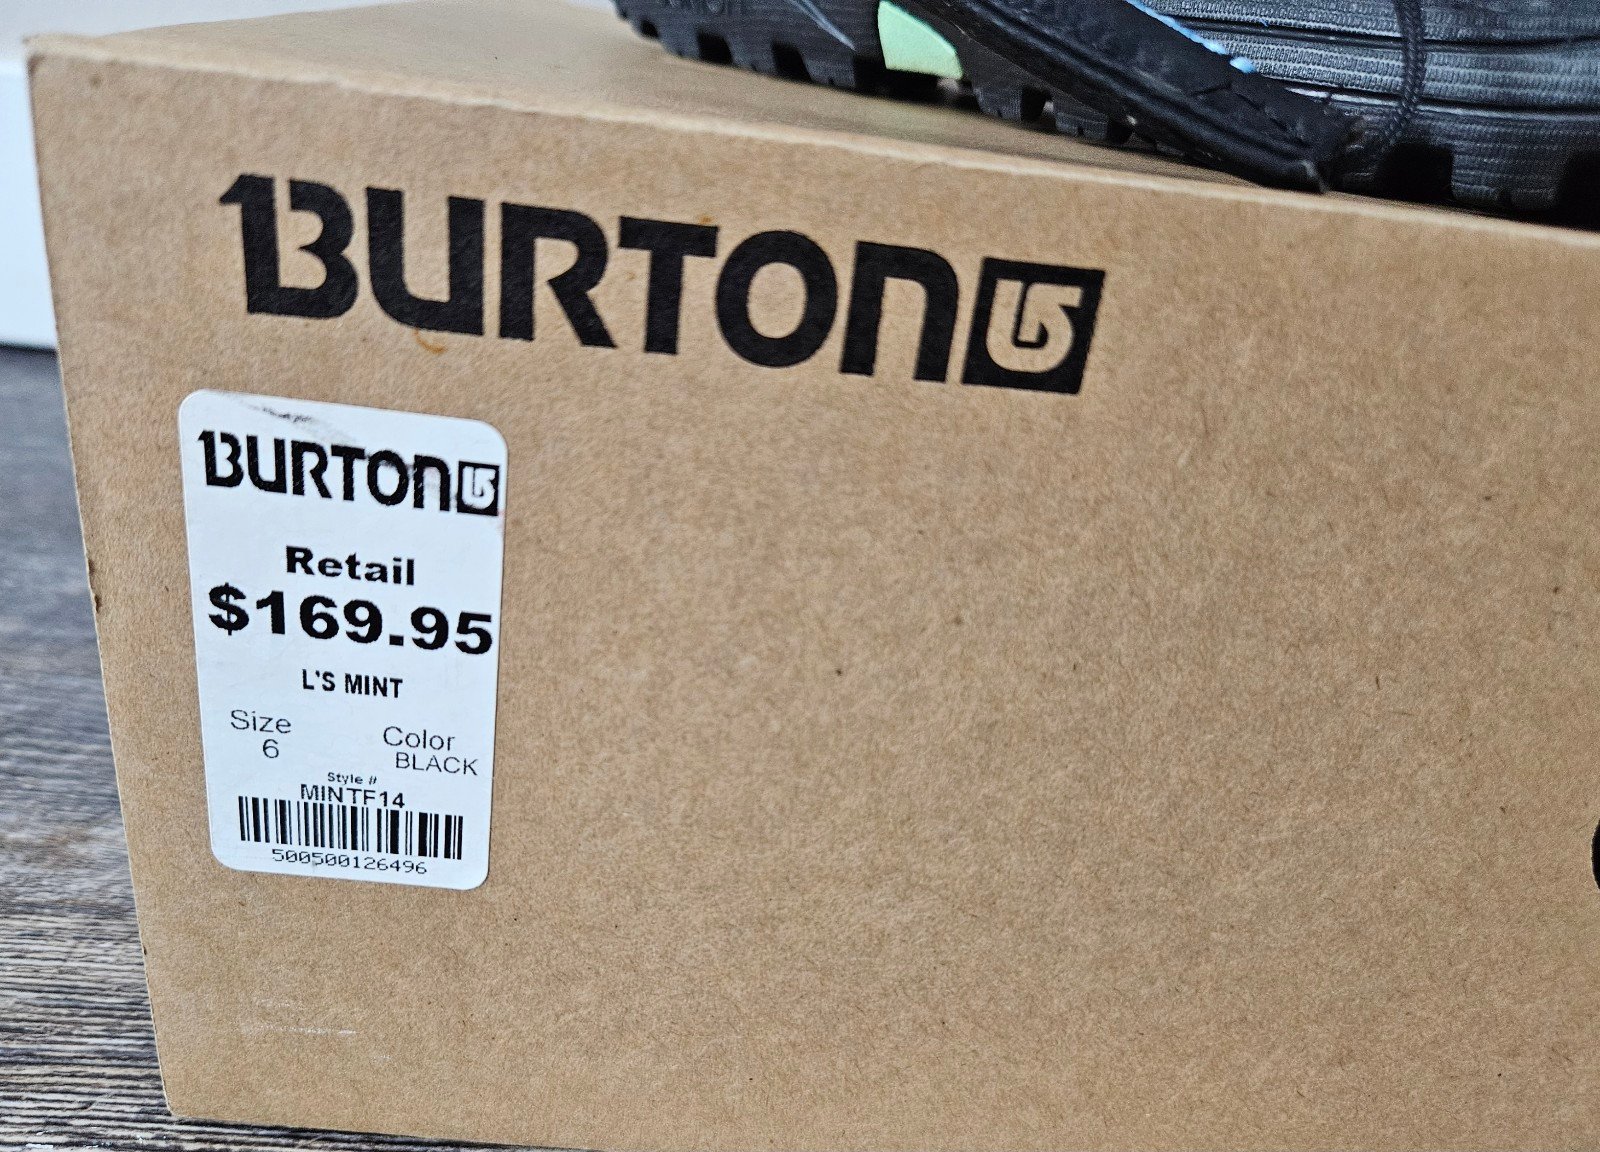 BURTON
BURTON
Retail
$169.95
L'S MINT
Size
6
Color
BLACK
Style #
MINTF14
500500126496